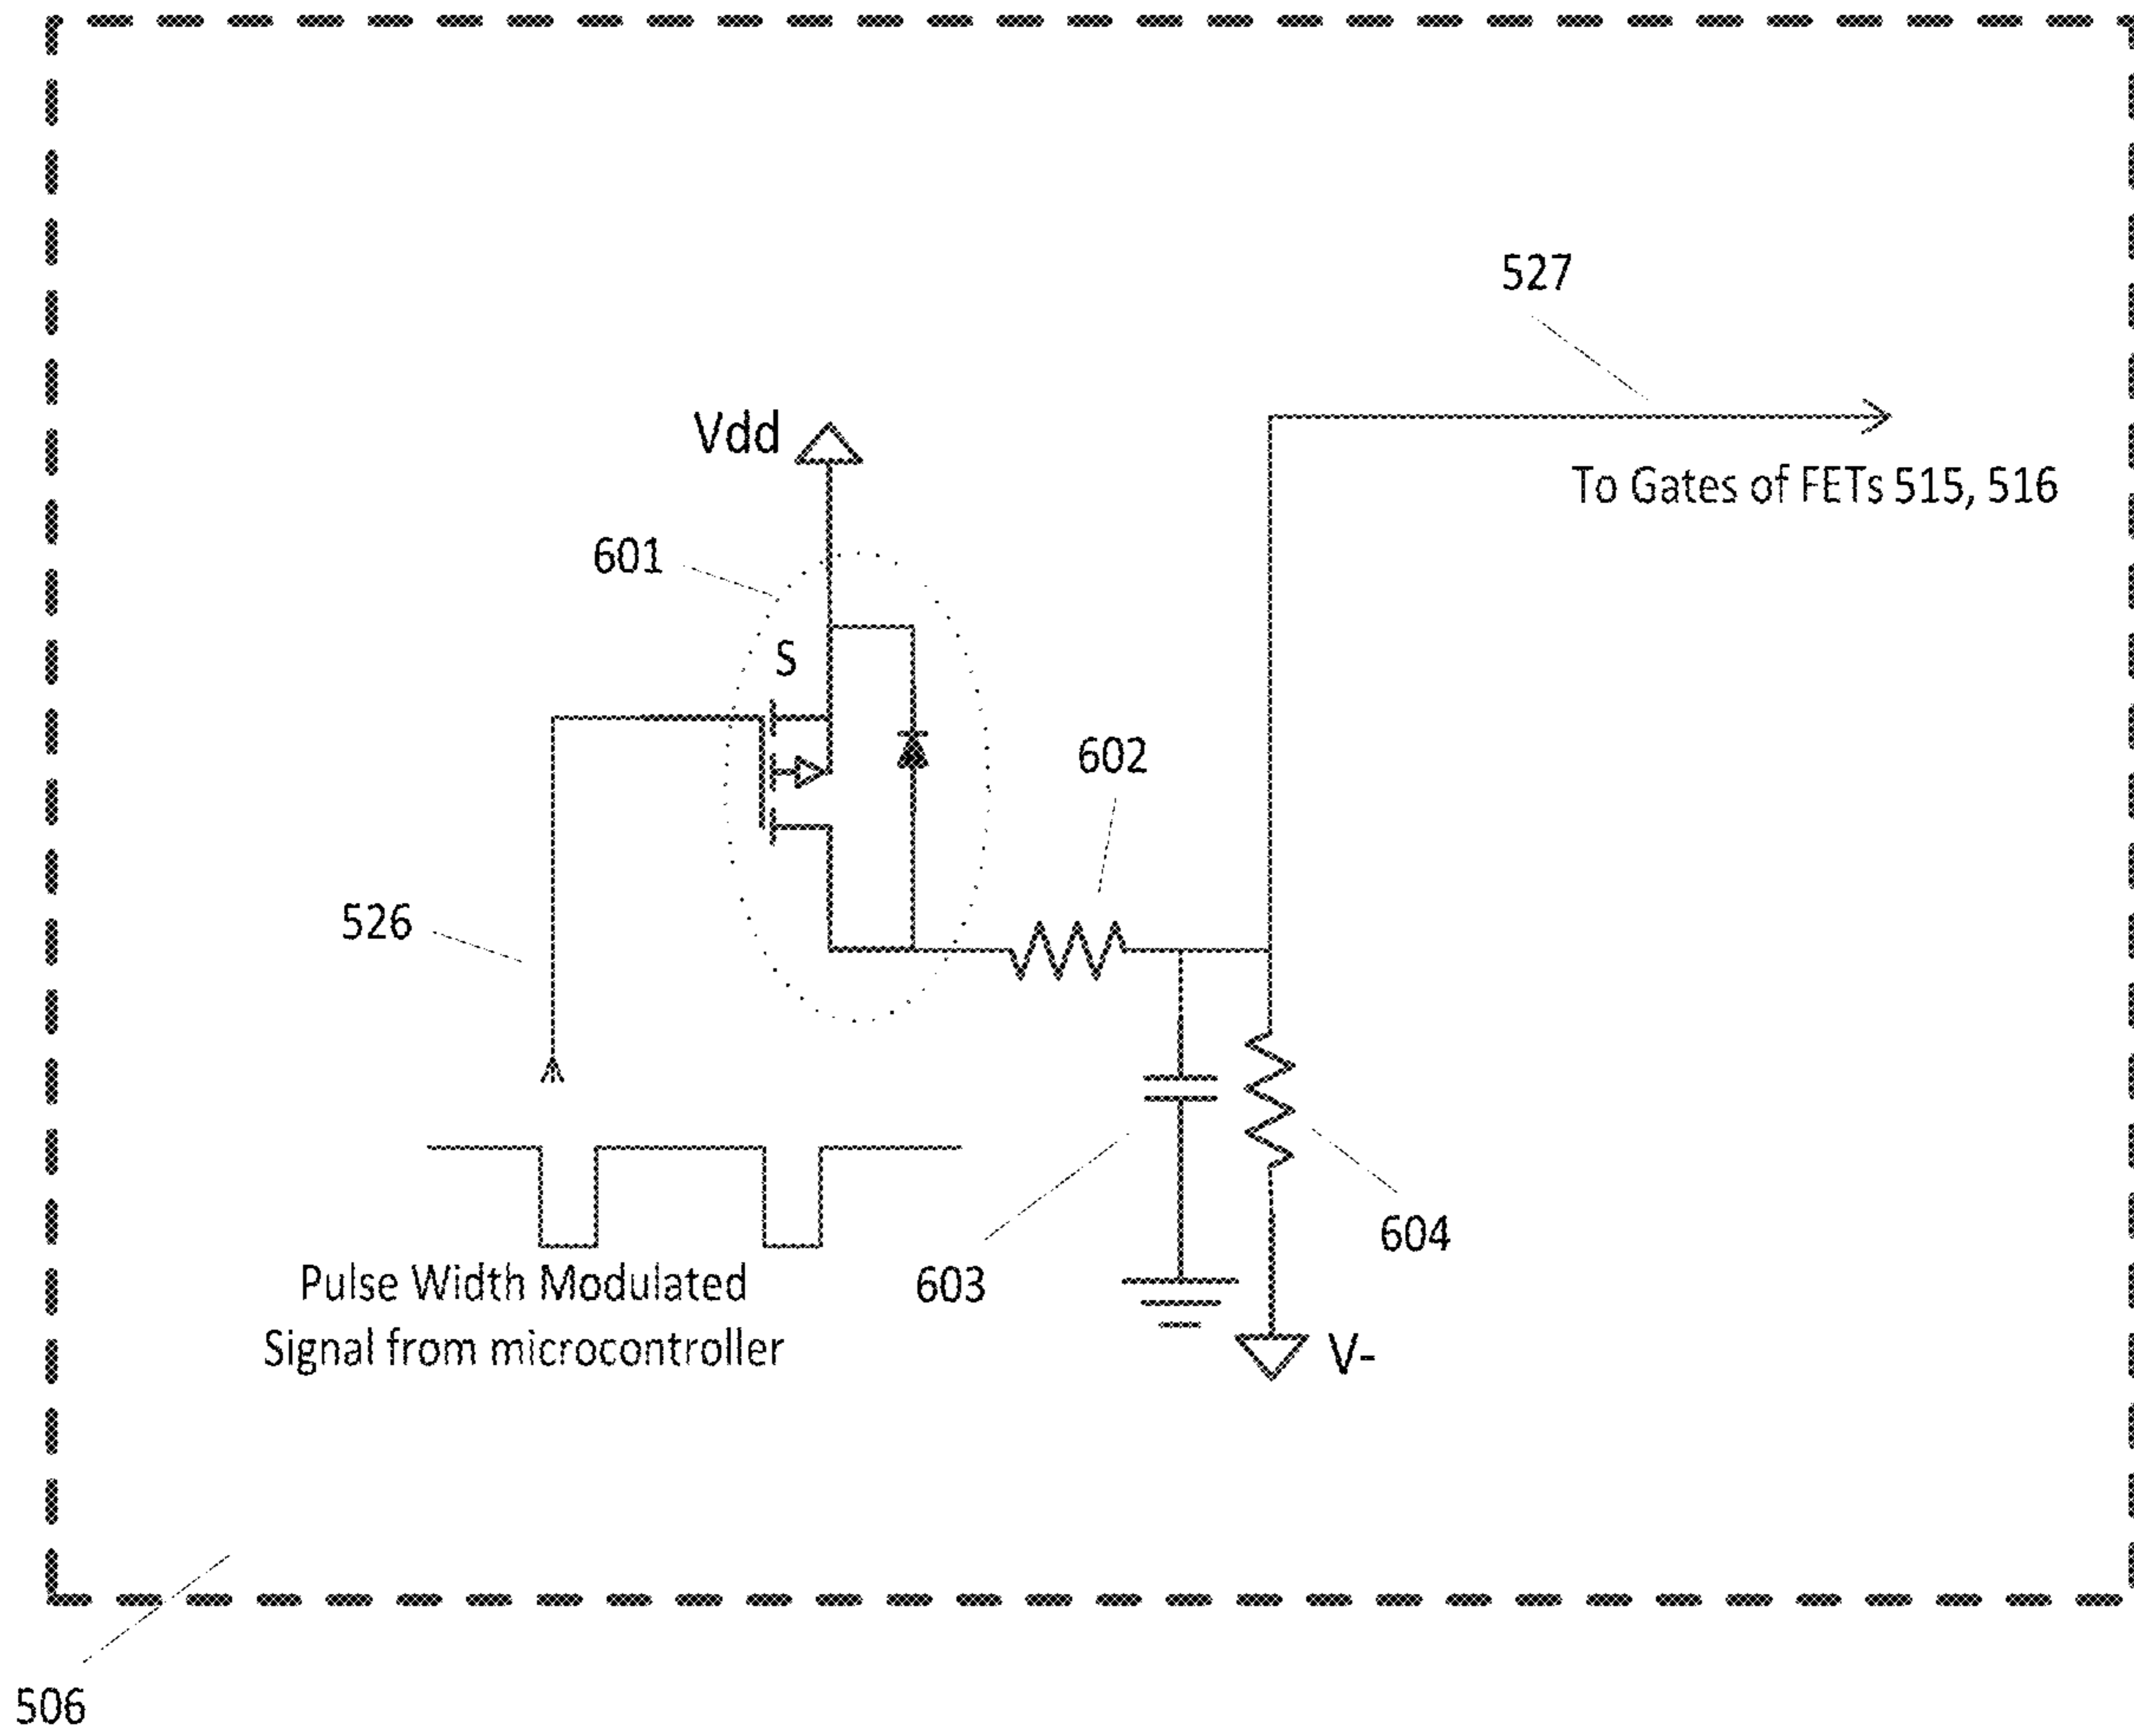 527
Vdd
To Gates of FETs 515, 516
601
S
602
526
604
603
Pulse Width Modulated
Signal from microcontroller
V-
506